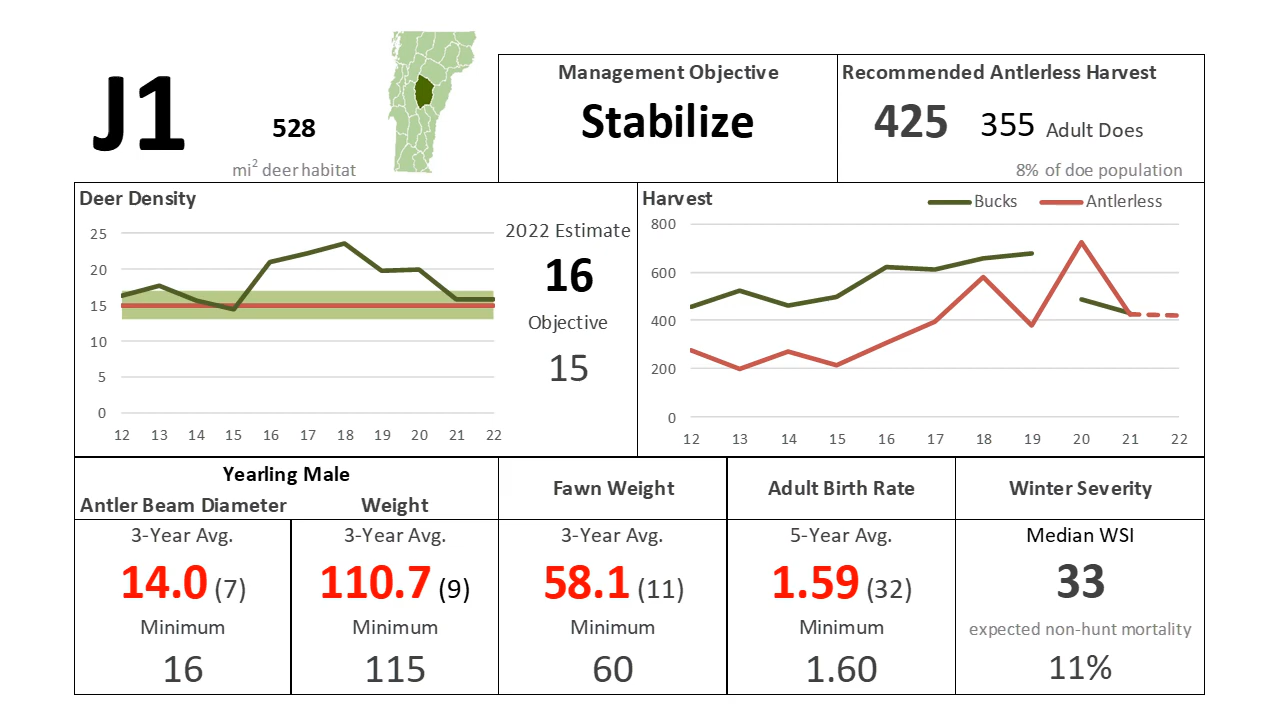 J1
528
mi² deer habitat
Management Objective
Stabilize
Recommended Antlerless Harvest
425 355 Adult Does
8% of doe population
Deer Density
25
20
15
10
5
0
12 13 14 15 16 17 18 19 20 21 22
2022 Estimate
16
Objective
15
Harvest
Bucks Antlerless
800
600
400
200
0
12 13 14 15 16 17 18 19 20 21 22
Yearling Male
Antler Beam Diameter Weight
Fawn Weight
Adult Birth Rate
Winter Severity
3-Year Avg.
14.0 (7)
Minimum
16
3-Year Avg.
110.7 (9)
Minimum
115
3-Year Avg.
58.1 (11)
Minimum
60
5-Year Avg.
1.59 (32)
Minimum
1.60
Median WSI
33
expected non-hunt mortality
11%